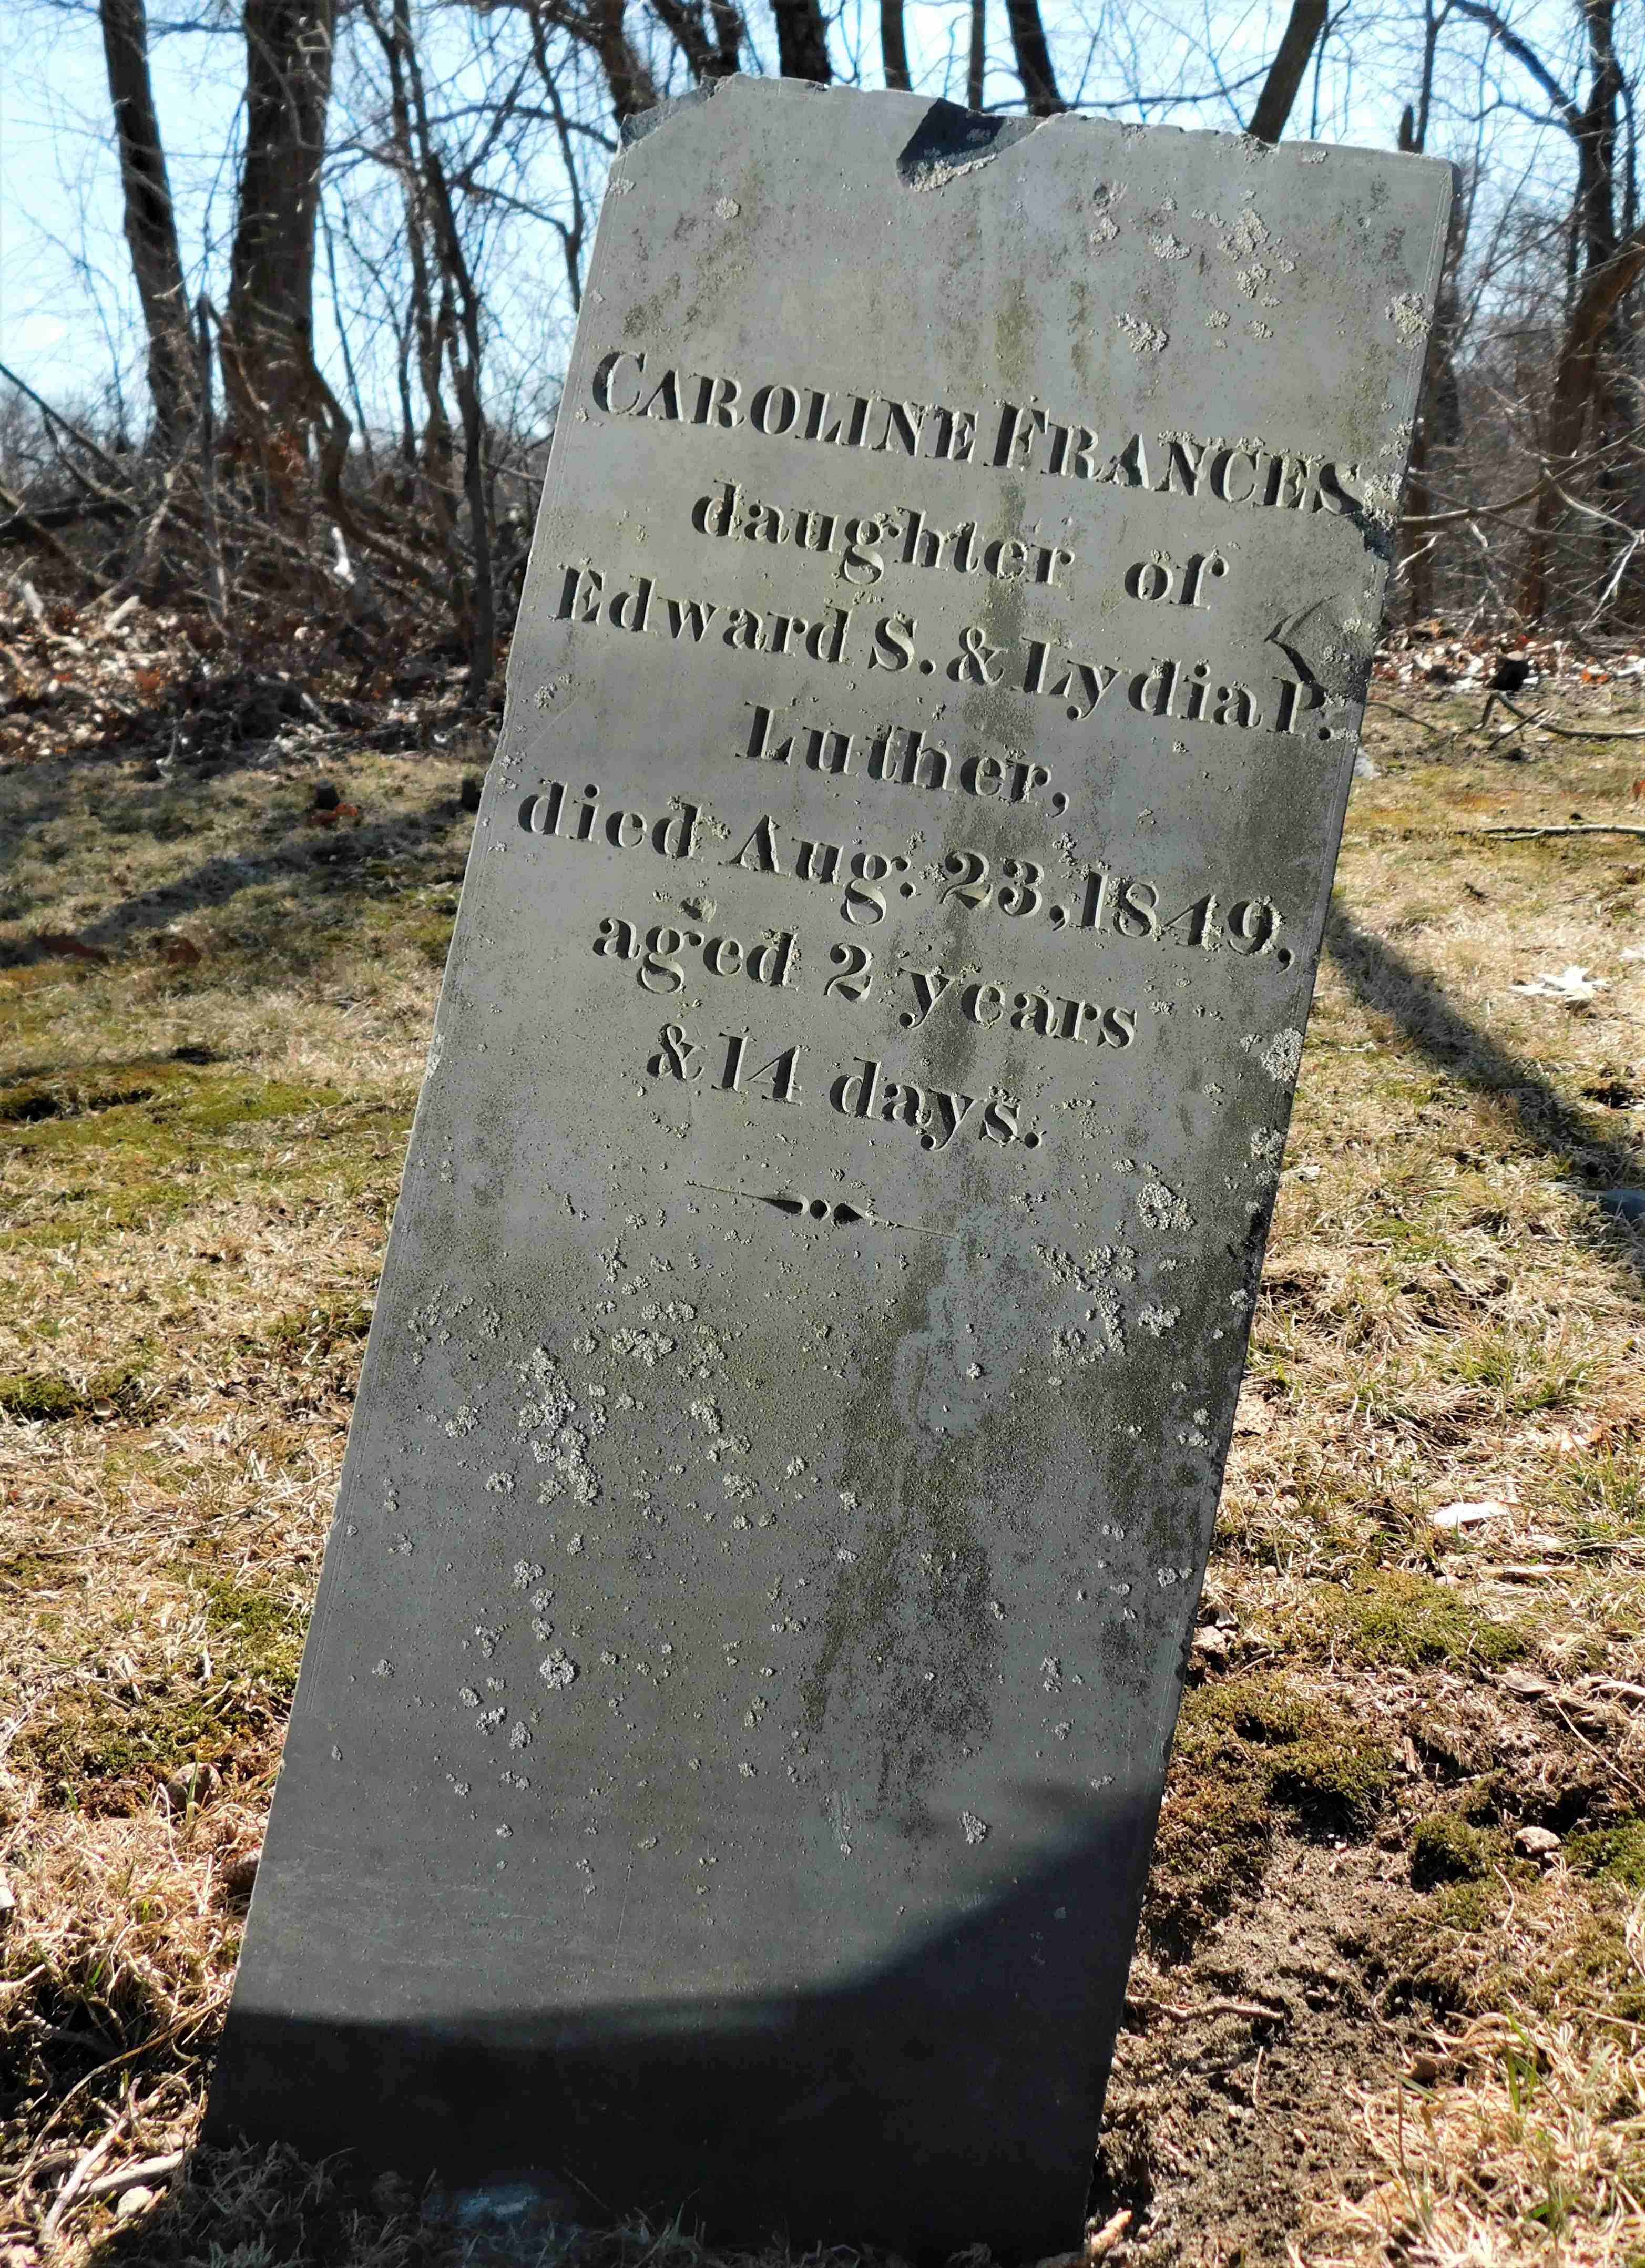 CAROLINE FRANCES
daughter of
Edward S. & Lydia P.
Luther,
died Aug. 23, 1849,
aged 2 years
& 14 days.